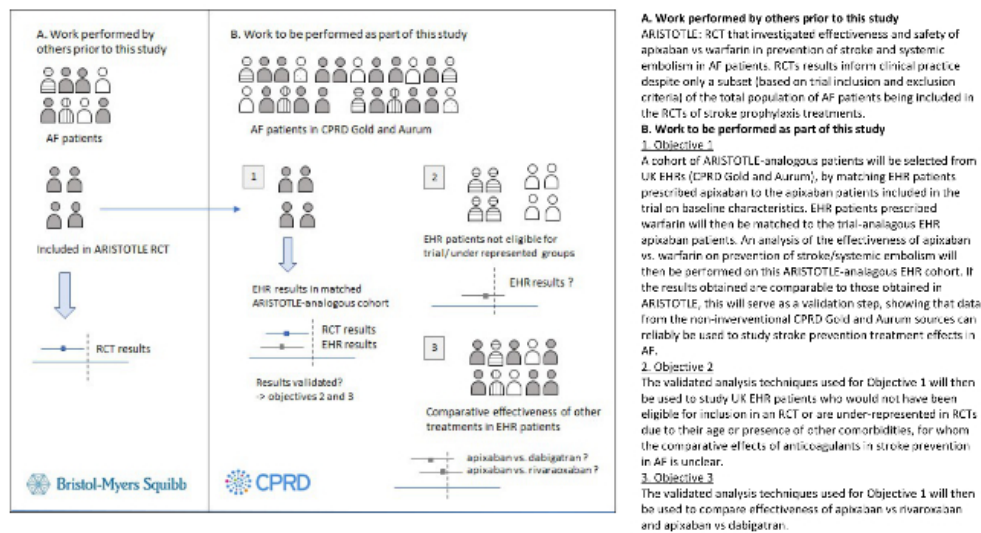 A. Work performed by
others prior to this study
AF patients
Included in ARISTOTLE RCT
RCT results
Bristol-Myers Squibb
B. Work to be performed as part of this study
AF patients in CPRD Gold and Aurum
1
EHR results in matched
ARISTOTLE-analogous cohort
RCT results
EHR results
Results validated?
-> objectives 2 and 3
2
EHR patients not eligible for
trial/under represented groups
EHR results ?
3
Comparative effectiveness of other
treatments in EHR patients
apixaban vs. dabigatran ?
apixaban vs. rivaroxaban ?
CPRD
A. Work performed by others prior to this study
ARISTOTLE: RCT that investigated effectiveness and safety of
apixaban vs warfarin in prevention of stroke and systemic
embolism in AF patients. RCTs results inform clinical practice
despite only a subset (based on trial inclusion and exclusion
criteria) of the total population of AF patients being included in
the RCTs of stroke prophylaxis treatments.
B. Work to be performed as part of this study
1. Objective 1
A cohort of ARISTOTLE-analogous patients will be selected from
UK EHRs (CPRD Gold and Aurum), by matching EHR patients
prescribed apixaban to the apixaban patients included in the
trial on baseline characteristics. EHR patients prescribed
warfarin will then be matched to the trial-analagous EHR
apixaban patients. An analysis of the effectiveness of apixaban
vs. warfarin on prevention of stroke/systemic embolism will
then be performed on this ARISTOTLE-analagous EHR cohort. If
the results obtained are comparable to those obtained in
ARISTOTLE, this will serve as a validation step, showing that data
from the non-inverventional CPRD Gold and Aurum sources can
reliably be used to study stroke prevention treatment effects in
AF.
2. Objective 2
The validated analysis techniques used for Objective 1 will then
be used to study UK EHR patients who would not have been
eligible for inclusion in an RCT or are under-represented in RCTs
due to their age or presence of other comorbidities, for whom
the comparative effects of anticoagulants in stroke prevention
in AF is unclear.
3. Objective 3
The validated analysis techniques used for Objective 1 will then
be used to compare effectiveness of apixaban vs rivaroxaban
and apixaban vs dabigatran.